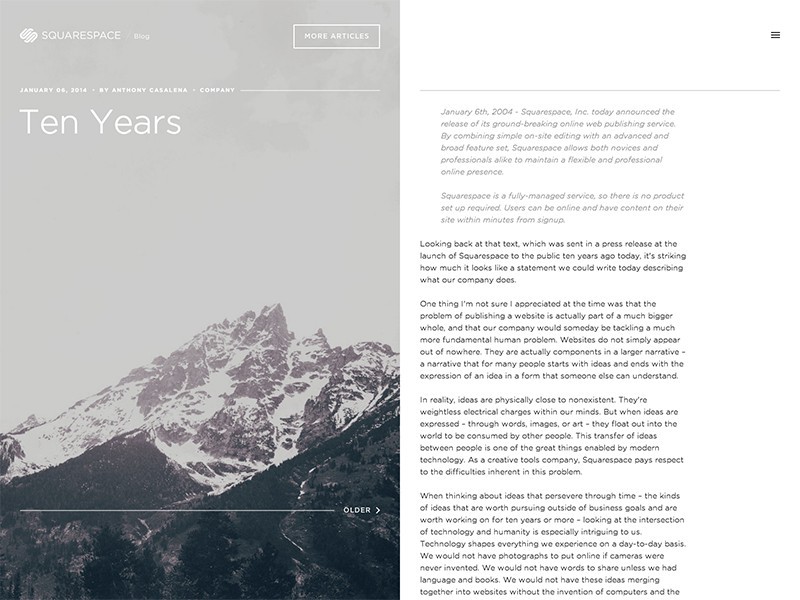 SQUARESPACE Blog
MORE ARTICLES
JANUARY 06, 2014 • BY ANTHONY CASALENA • COMPANY
Ten Years
OLDER
January 6th, 2004 - Squarespace, Inc. today announced the
release of its ground-breaking online web publishing service.
By combining simple on-site editing with an advanced and
broad feature set, Squarespace allows both novices and
professionals alike to maintain a flexible and professional
online presence.
Squarespace is a fully-managed service, so there is no product
set up required. Users can be online and have content on their
site within minutes from signup.
Looking back at that text, which was sent in a press release at the
launch of Squarespace to the public ten years ago today, it's striking
how much it looks like a statement we could write today describing
what our company does.
One thing I'm not sure I appreciated at the time was that the
problem of publishing a website is actually part of a much bigger
whole, and that our company would someday be tackling a much
more fundamental human problem. Websites do not simply appear
out of nowhere. They are actually components in a larger narrative –
a narrative that for many people starts with ideas and ends with the
expression of an idea in a form that someone else can understand.
In reality, ideas are physically close to nonexistent. They're
weightless electrical charges within our minds. But when ideas are
expressed – through words, images, or art – they float out into the
world to be consumed by other people. This transfer of ideas
between people is one of the great things enabled by modern
technology. As a creative tools company, Squarespace pays respect
to the difficulties inherent in this problem.
When thinking about ideas that persevere through time – the kinds
of ideas that are worth pursuing outside of business goals and are
worth working on for ten years or more – looking at the intersection
of technology and humanity is especially intriguing to us.
Technology shapes everything we experience on a day-to-day basis.
We would not have photographs to put online if cameras were
never invented. We would not have words to share unless we had
language and books. We would not have these ideas merging
together into websites without the invention of computers and the